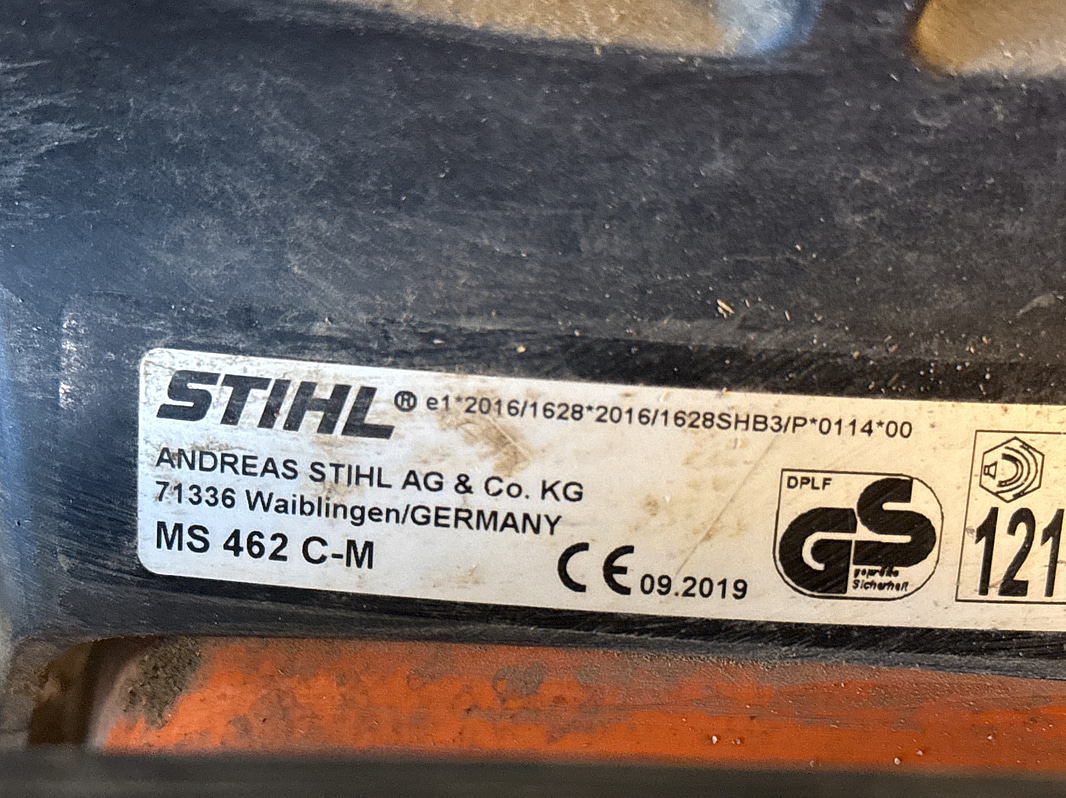 STIHL® e1*2016/1628*2016/1628SHB3/P*0114*00
ANDREAS STIHL AG & Co. KG
71336 Waiblingen/GERMANY
MS 462 C-M
CE 09.2019
DPLF
GS
geprüfte
Sicherheit
121